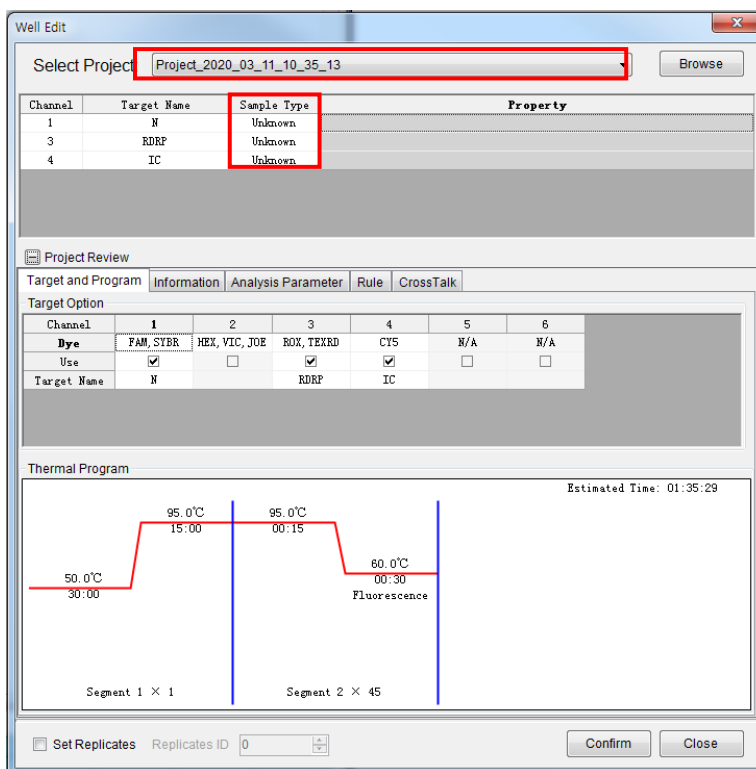 Well Edit
Select Project Project_2020_03_11_10_35_13 Browse
Channel Target Name Sample Type Property
1 N Unknown
3 RDRP Unknown
4 IC Unknown
Project Review
Target and Program Information Analysis Parameter Rule CrossTalk
Target Option
Channel 1 2 3 4 5 6
Dye FAM, SYBR HEX, VIC, JOE ROX, TEXRD CY5 N/A N/A
Use
Target Name N RDRP IC
Thermal Program
Estimated Time: 01:35:29
95.0℃ 95.0℃
15:00 00:15
60.0℃
50.0℃ 00:30
30:00 Fluorescence
Segment 1 × 1 Segment 2 × 45
Set Replicates Replicates ID 0 Confirm Close